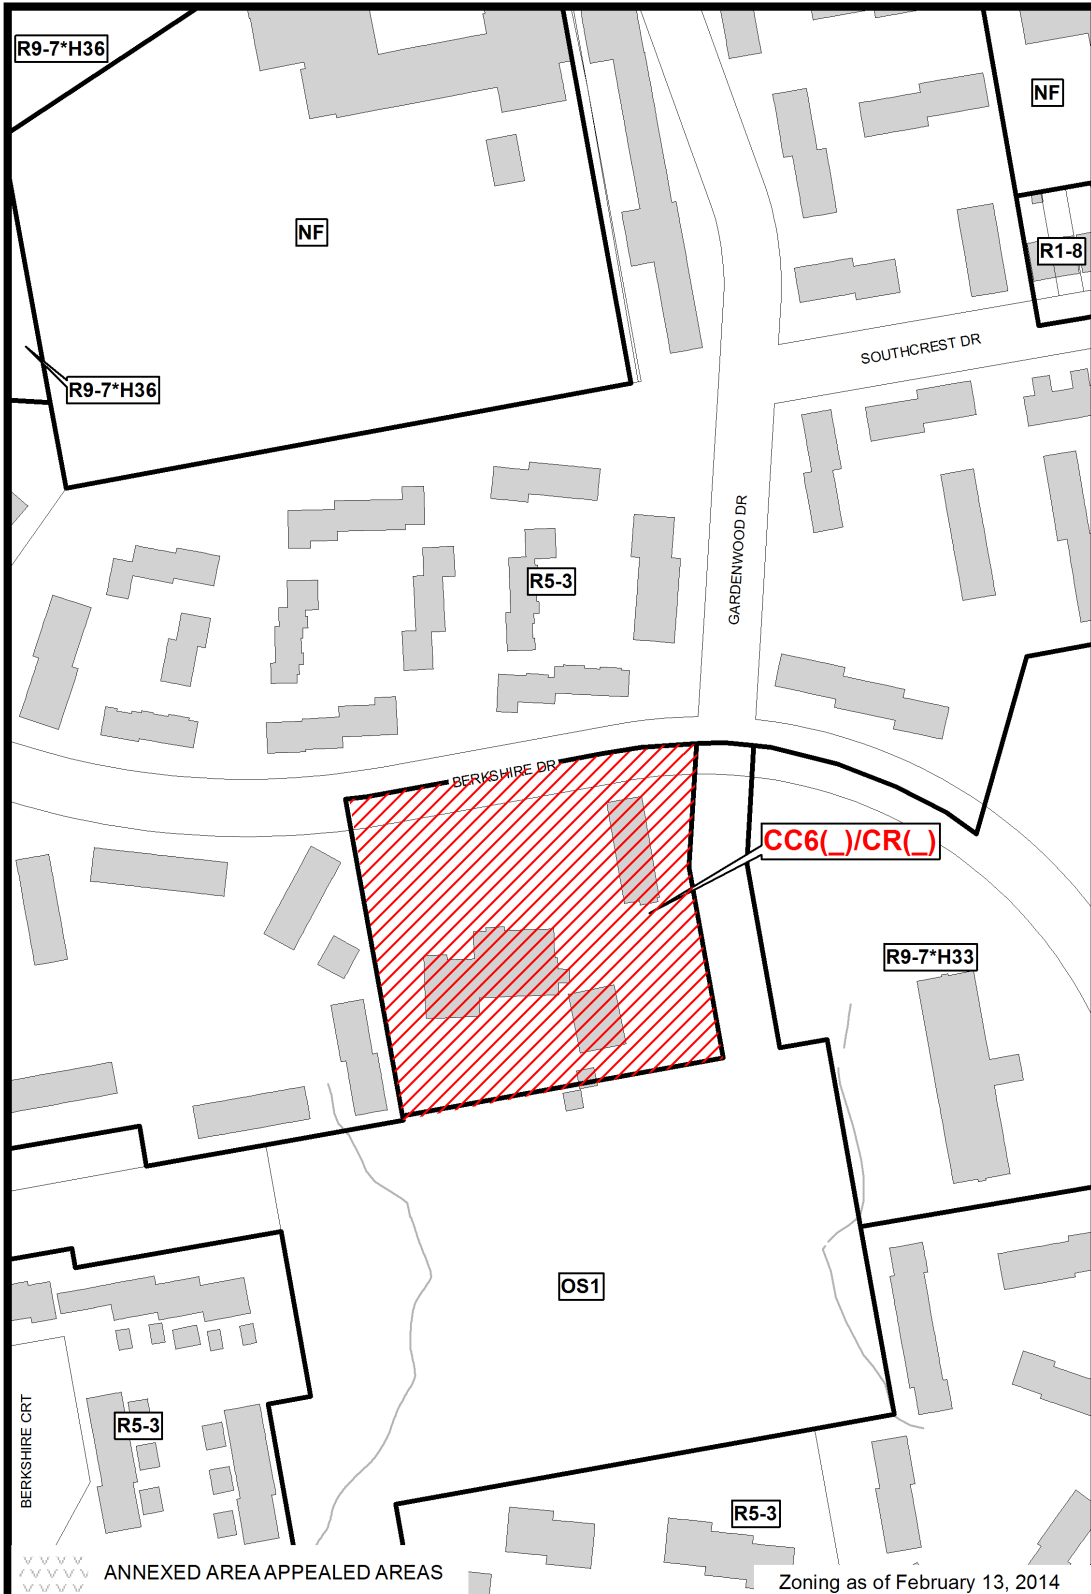 R9-7*H36
NF
NF
R1-8
SOUTHCREST DR
R9-7*H36
GARDENWOOD DR
R5-3
BERKSHIRE DR
CC6(_)/CR(_)
R9-7*H33
OS1
BERKSHIRE CRT
R5-3
R5-3
ANNEXED AREA APPEALED AREAS
Zoning as of February 13, 2014